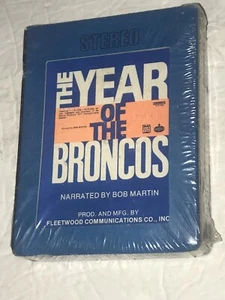 STEREO
THE
YEAR
OF
THE
BRONCOS
NARRATED BY BOB MARTIN
PROD. AND MFG. BY
FLEETWOOD COMMUNICATIONS CO., INC